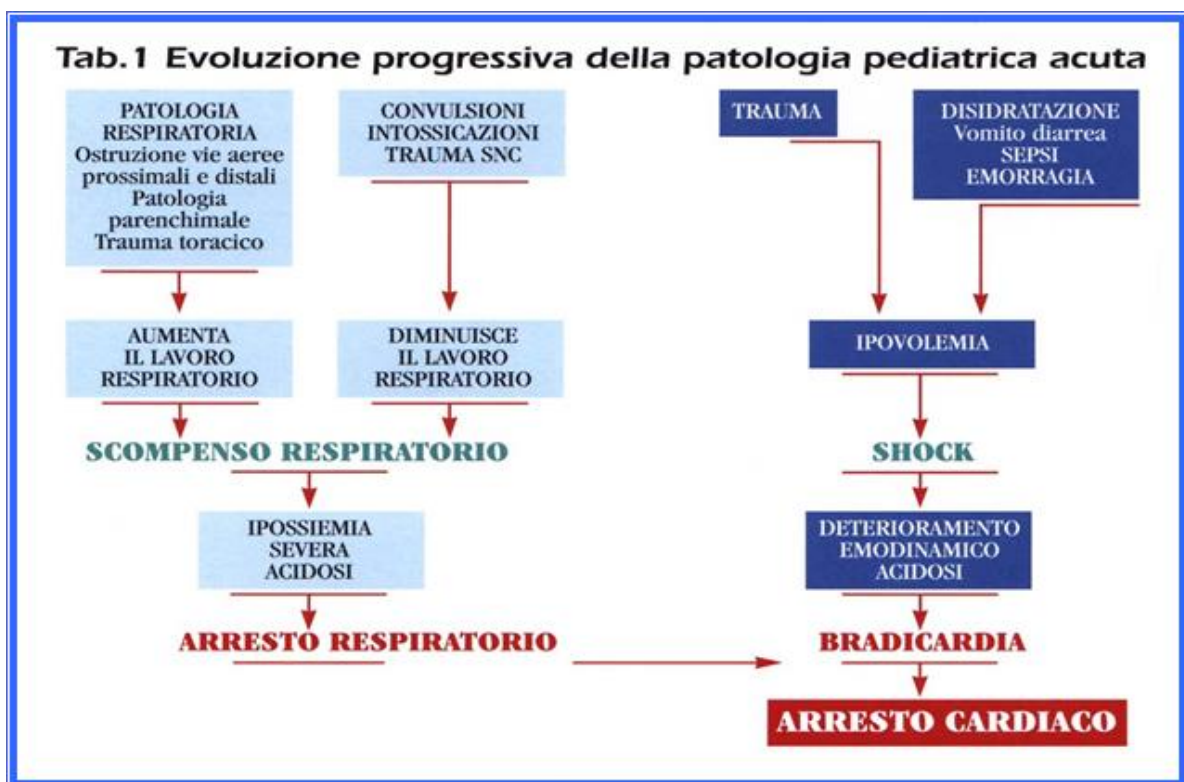 Tab.1 Evoluzione progressiva della patologia pediatrica acuta
PATOLOGIA
RESPIRATORIA
Ostruzione vie aeree
prossimali e distali
Patologia
parenchimale
Trauma toracico
CONVULSIONI
INTOSSICAZIONI
TRAUMA SNC
TRAUMA
DISIDRATAZIONE
Vomito diarrea
SEPSI
EMORRAGIA
AUMENTA
IL LAVORO
RESPIRATORIO
DIMINUISCE
IL LAVORO
RESPIRATORIO
IPOVOLEMIA
SCOMPENSO RESPIRATORIO
SHOCK
IPOSSIEMIA
SEVERA
ACIDOSI
DETERIORAMENTO
EMODINAMICO
ACIDOSI
ARRESTO RESPIRATORIO
BRADICARDIA
ARRESTO CARDIACO